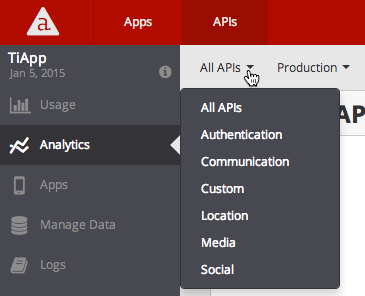 a Apps APIs
TiApp
Jan 5, 2015
All APIs Production
Usage
Analytics
Apps
Manage Data
Logs
All APIs
Authentication
Communication
Custom
Location
Media
Social
AP